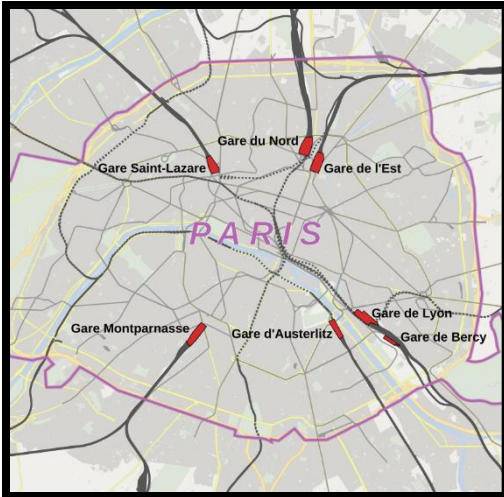 Gare du Nord
Gare Saint-Lazare
Gare de l'Est
PARIS
Gare de Lyon
Gare Montparnasse
Gare d'Austerlitz
Gare de Bercy